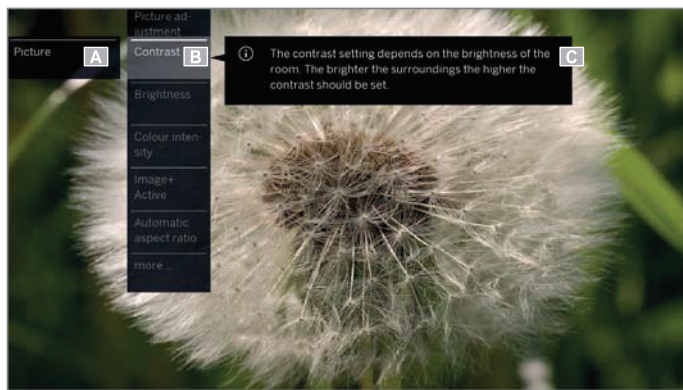 Picture ad-
justment
Picture A
Contrast B
The contrast setting depends on the brightness of the C
room. The brighter the surroundings the higher the
contrast should be set.
Brightness
Colour inten-
sity
Image+
Active
Automatic
aspect ratio
more ...